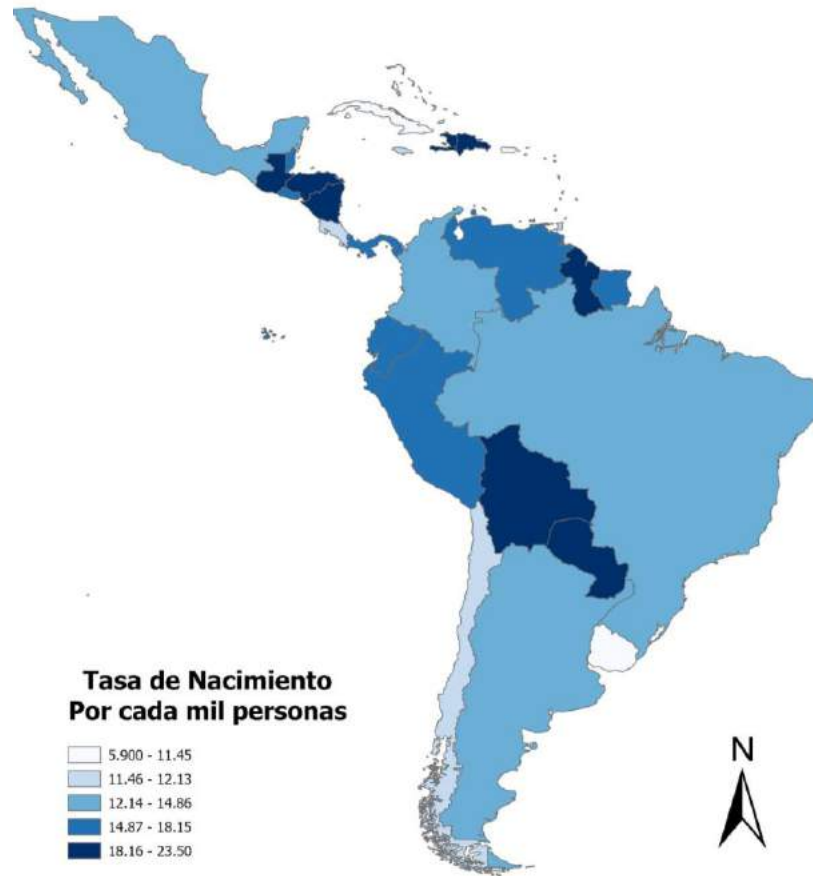 Tasa de Nacimiento
Por cada mil personas
5.900 - 11.45
11.46 - 12.13
12.14 - 14.86
14.87 - 18.15
18.16 - 23.50
N